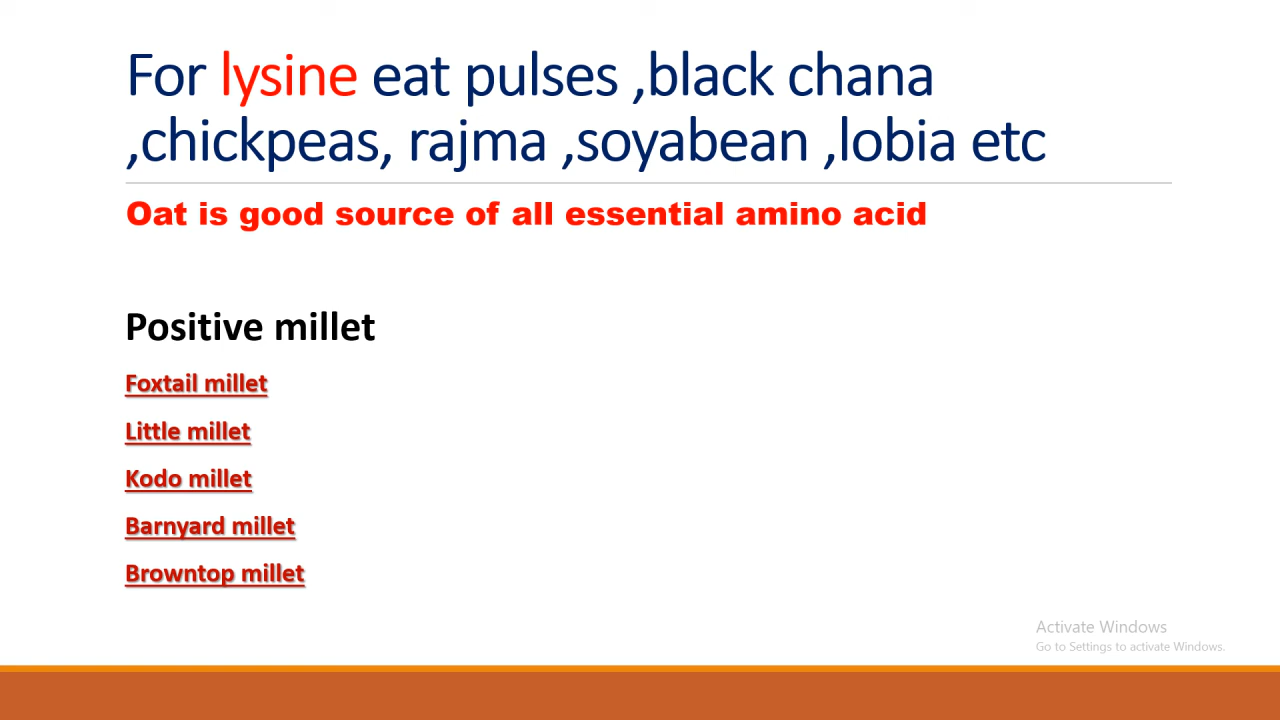 For lysine eat pulses ,black chana
,chickpeas, rajma ,soyabean ,lobia etc
Oat is good source of all essential amino acid
Positive millet
Foxtail millet
Little millet
Kodo millet
Barnyard millet
Browntop millet
Activate Windows
Go to Settings to activate Windows.